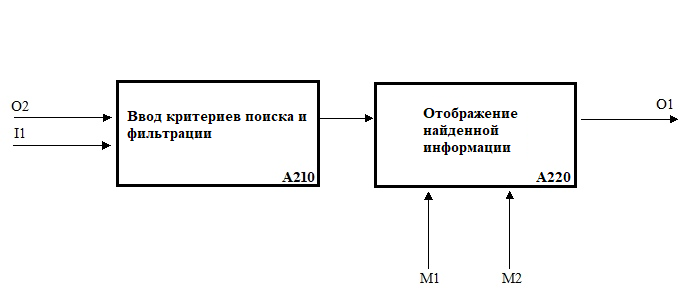 O2
I1
Ввод критериев поиска и
фильтрации
A210
Отображение
найденной
информации
A220
O1
M1
M2